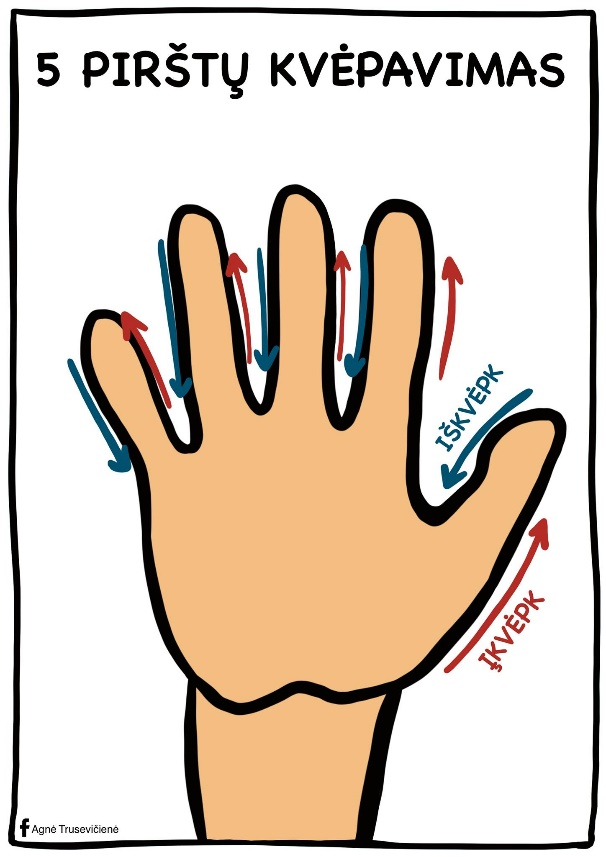 5 PIRŠTŲ KVĖPAVIMAS
IŠKVĖPK
ĮKVĖPK
Agnė Trusevičienė